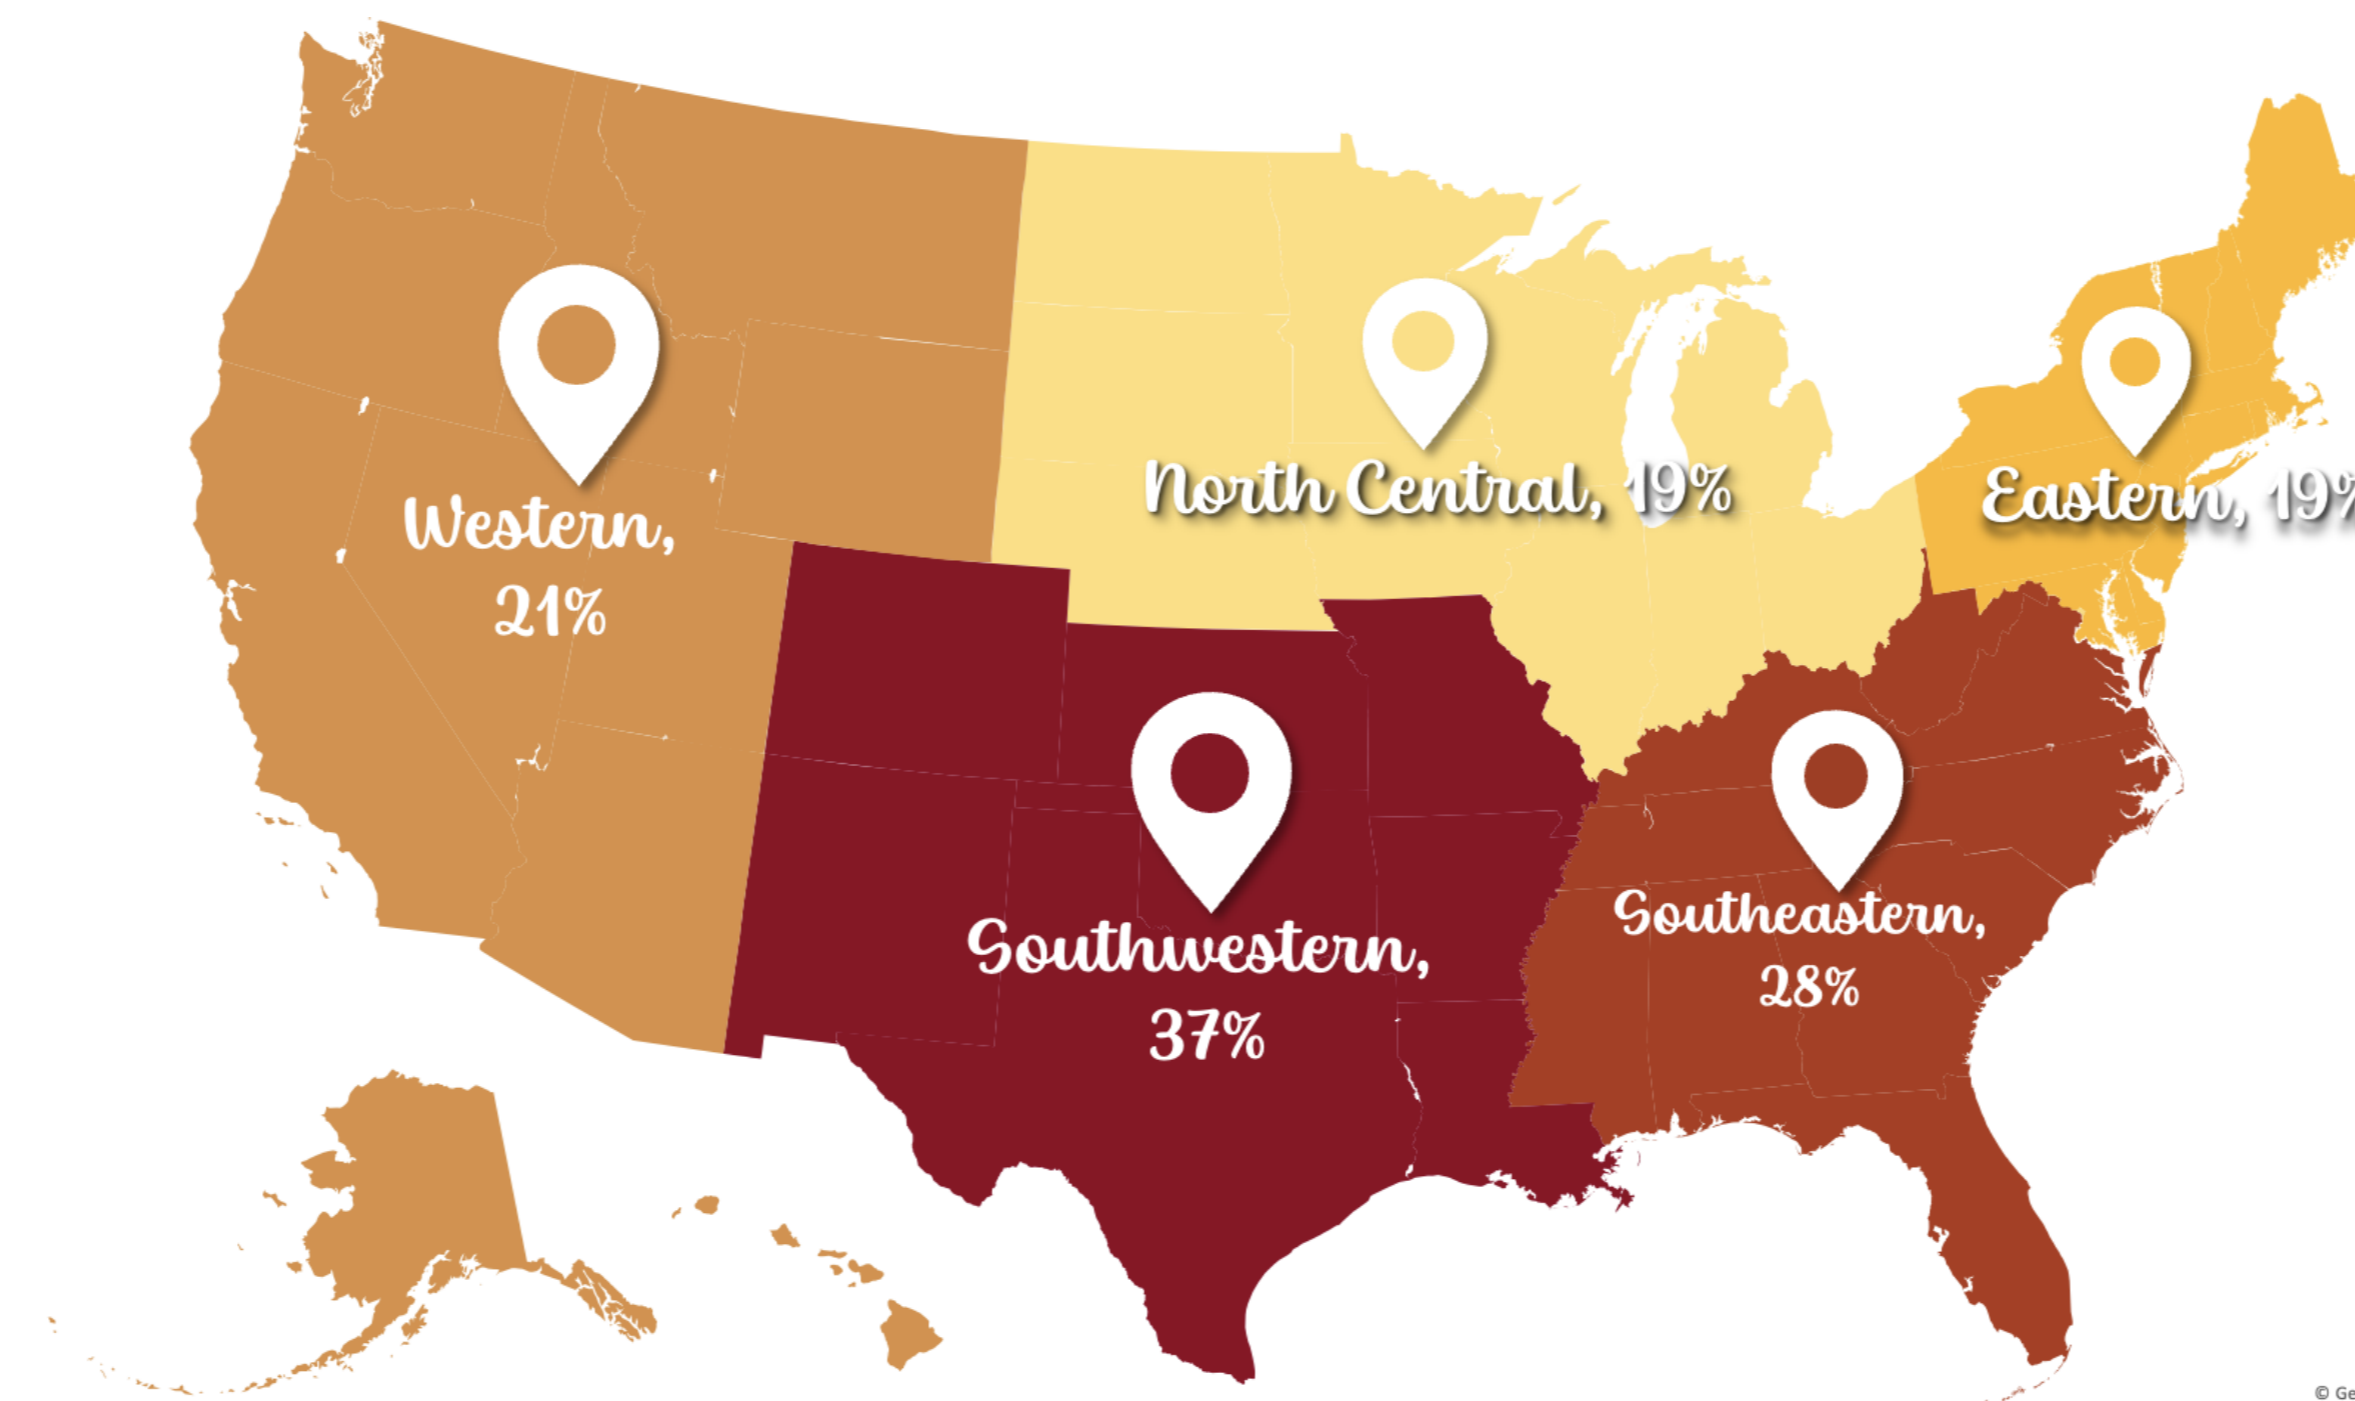 Western,
21%
North Central, 19%
Eastern, 19%
Southwestern,
37%
Southeastern,
28%
©